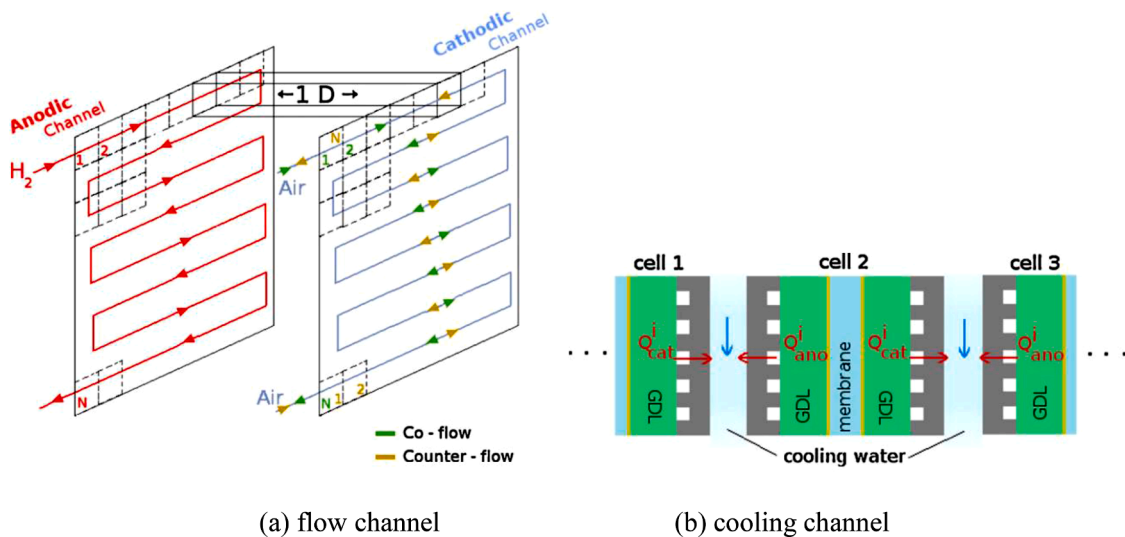 Cathodic
Channel
Anodic
Channel
←1 D→
H2
1
2
N
1
2
Air
N
Air
N
1
2
Co - flow
Counter - flow
cell 1
cell 2
cell 3
Qicat
Qiano
Qicat
Qiano
GDL
GDL
membrane
GDL
GDL
. . .
. . .
cooling water
(a) flow channel
(b) cooling channel